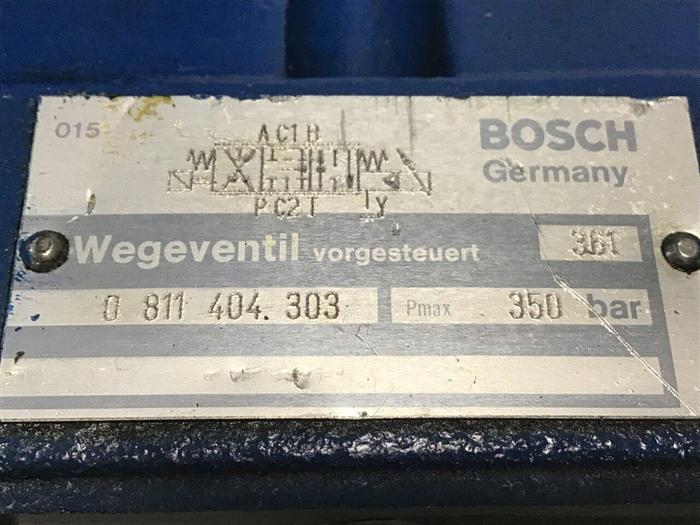 015
A C1 B
BOSCH
Germany
P C2 T Y
Wegeventil vorgesteuert 361
0 811 404. 303
Pmax 350 bar